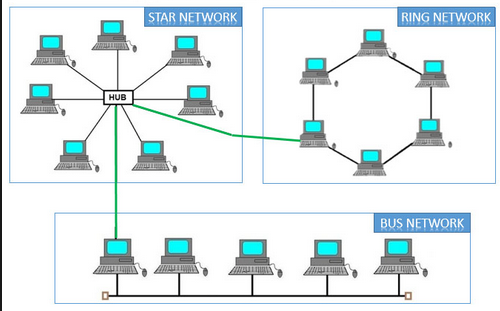 STAR NETWORK
RING NETWORK
HUB
BUS NETWORK